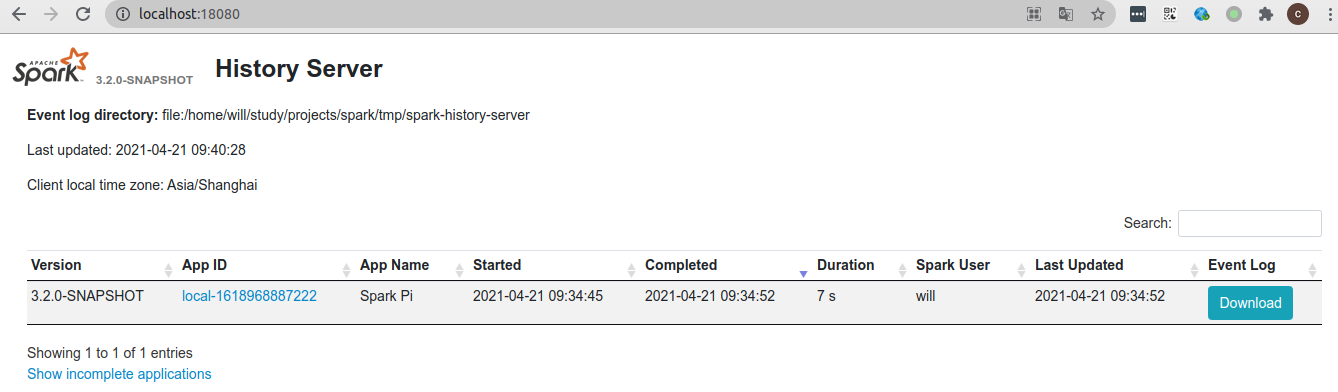 localhost:18080
APACHE
Spark 3.2.0-SNAPSHOT History Server
Event log directory: file:/home/will/study/projects/spark/tmp/spark-history-server
Last updated: 2021-04-21 09:40:28
Client local time zone: Asia/Shanghai
Search:
Version App ID App Name Started Completed Duration Spark User Last Updated Event Log
3.2.0-SNAPSHOT local-1618968887222 Spark Pi 2021-04-21 09:34:45 2021-04-21 09:34:52 7 s will 2021-04-21 09:34:52 Download
Showing 1 to 1 of 1 entries
Show incomplete applications